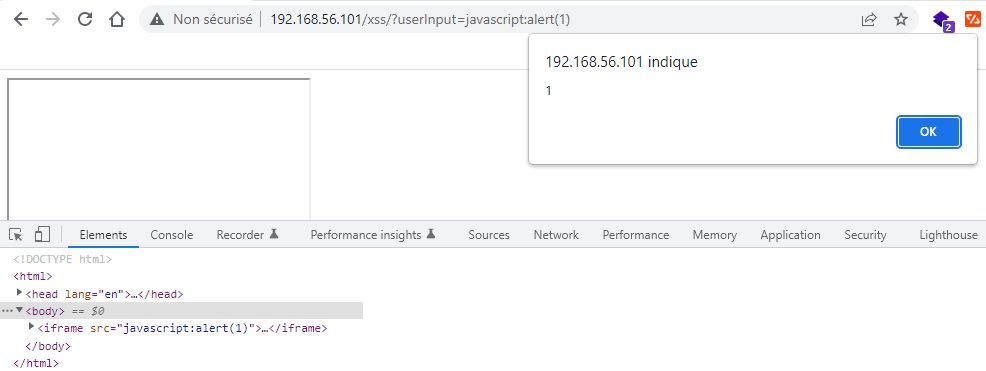 Non sécurisé | 192.168.56.101/xss/?userInput=javascript:alert(1)
2
192.168.56.101 indique
1
OK
Elements Console Recorder Performance insights Sources Network Performance Memory Application Security Lighthouse
<!DOCTYPE html>
<html>
<head lang="en">…</head>
<body> == $0
<iframe src="javascript:alert(1)">…</iframe>
</body>
</html>